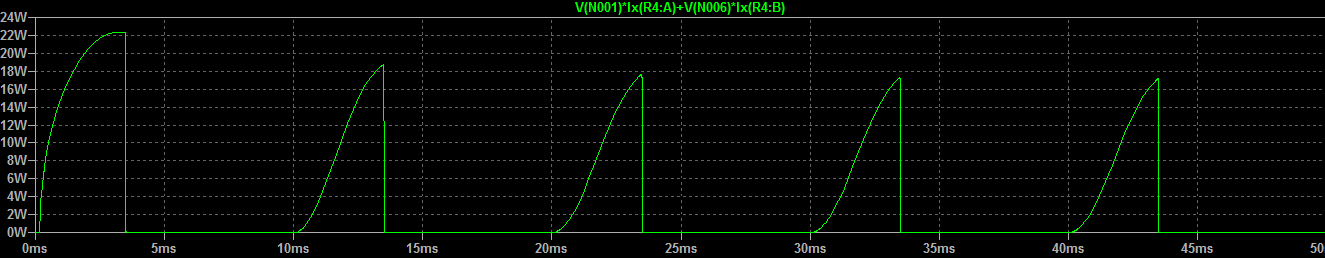 V(N001)*Ix(R4:A)+V(N006)*Ix(R4:B)
24W
22W
20W
18W
16W
14W
12W
10W
8W
6W
4W
2W
0W
0ms 5ms 10ms 15ms 20ms 25ms 30ms 35ms 40ms 45ms 50